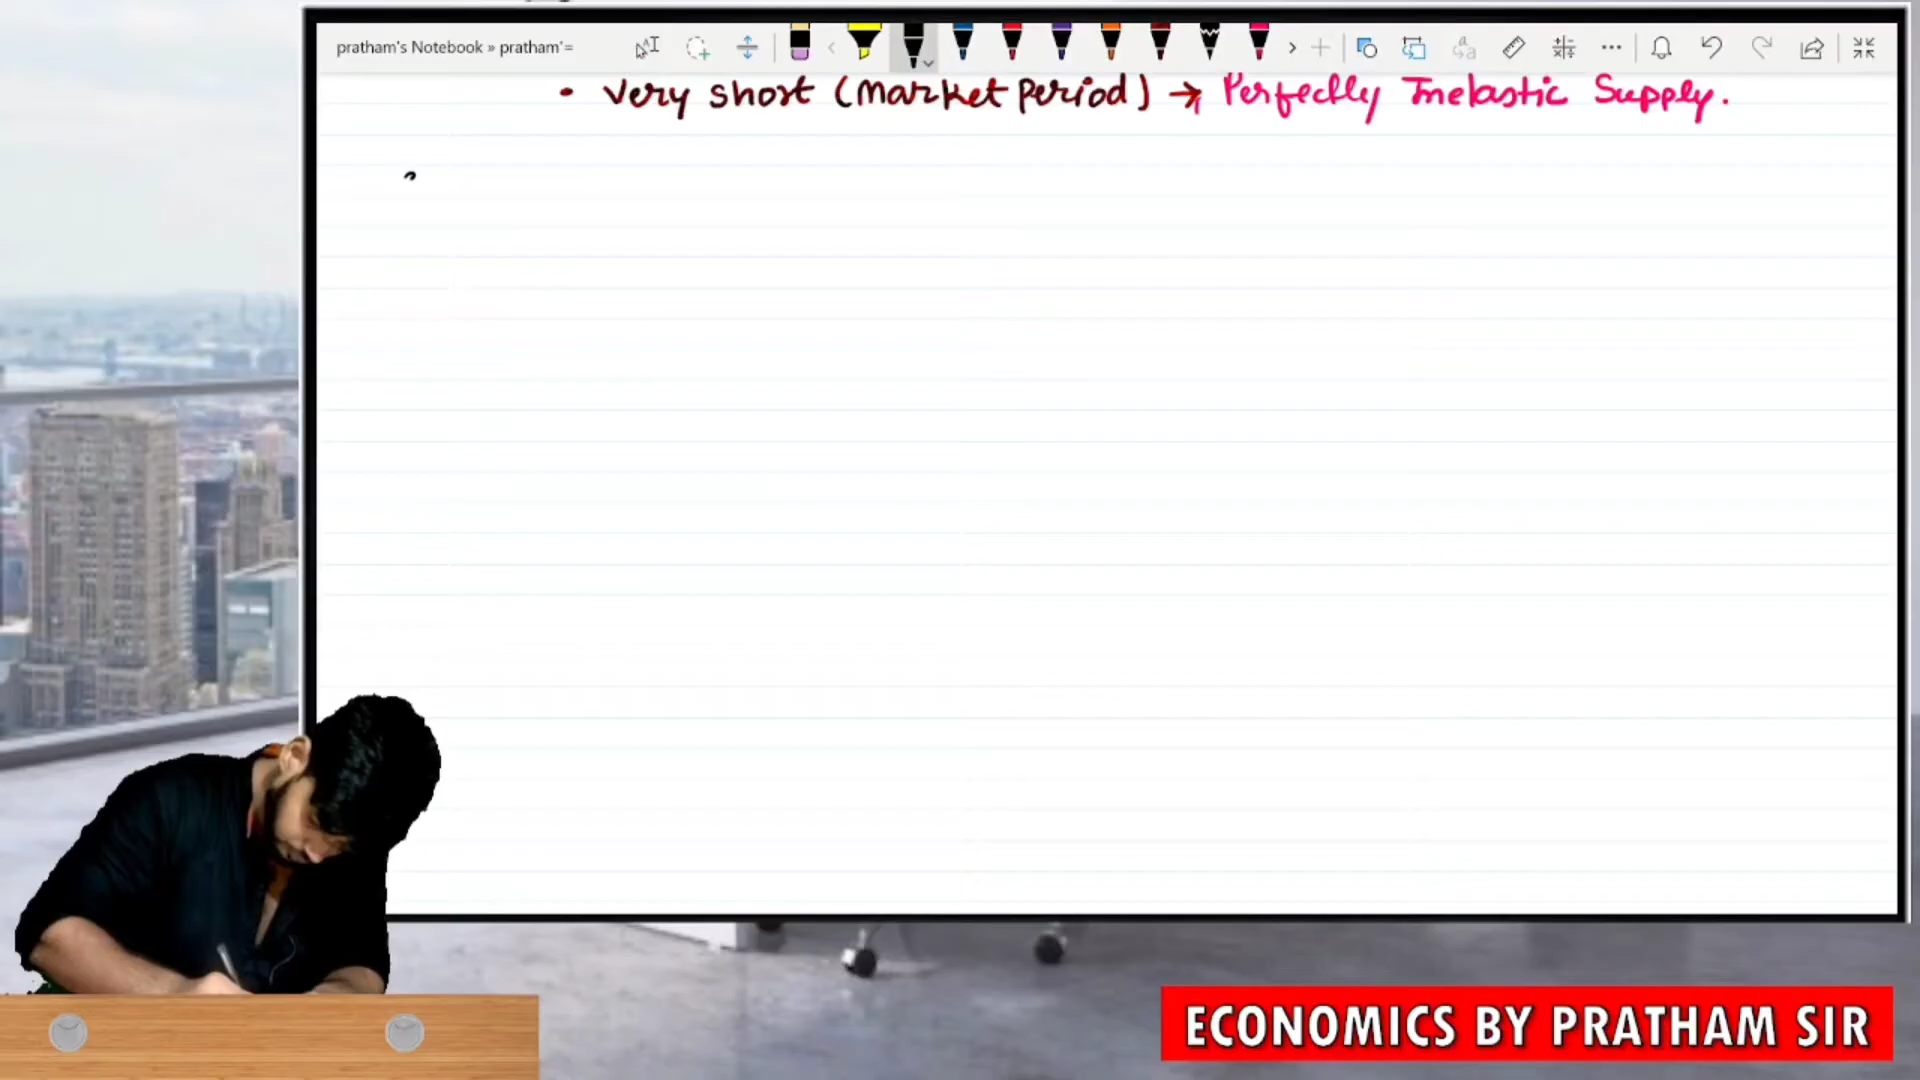 pratham's Notebook » pratham'=
• Very short (Market Period) → Perfectly Inelastic Supply.
ECONOMICS BY PRATHAM SIR